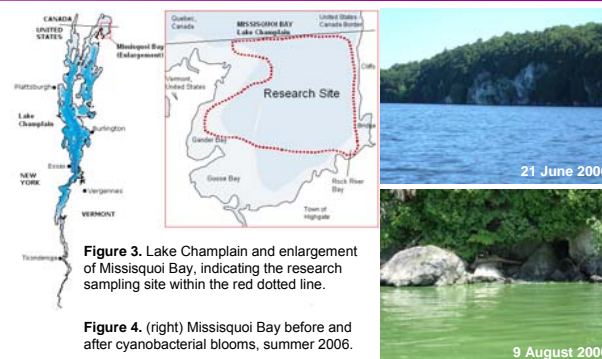 CANADA
UNITED
STATES
Missisquoi Bay
(Enlargement)
Plattsburgh
Lake
Champlain
Burlington
Essex
NEW
YORK
Vergennes
VERMONT
Ticonderoga
Quebec,
Canada
MISSISQUOI BAY
Lake Champlain
United States
Canada Border
Vermont,
United States
Cliffs
Research Site
Bridge
Gander Bay
Goose Bay
Rock River
Bay
Town of
Highgate
Figure 3. Lake Champlain and enlargement
of Missisquoi Bay, indicating the research
sampling site within the red dotted line.
Figure 4. (right) Missisquoi Bay before and
after cyanobacterial blooms, summer 2006.
21 June 200
9 August 200